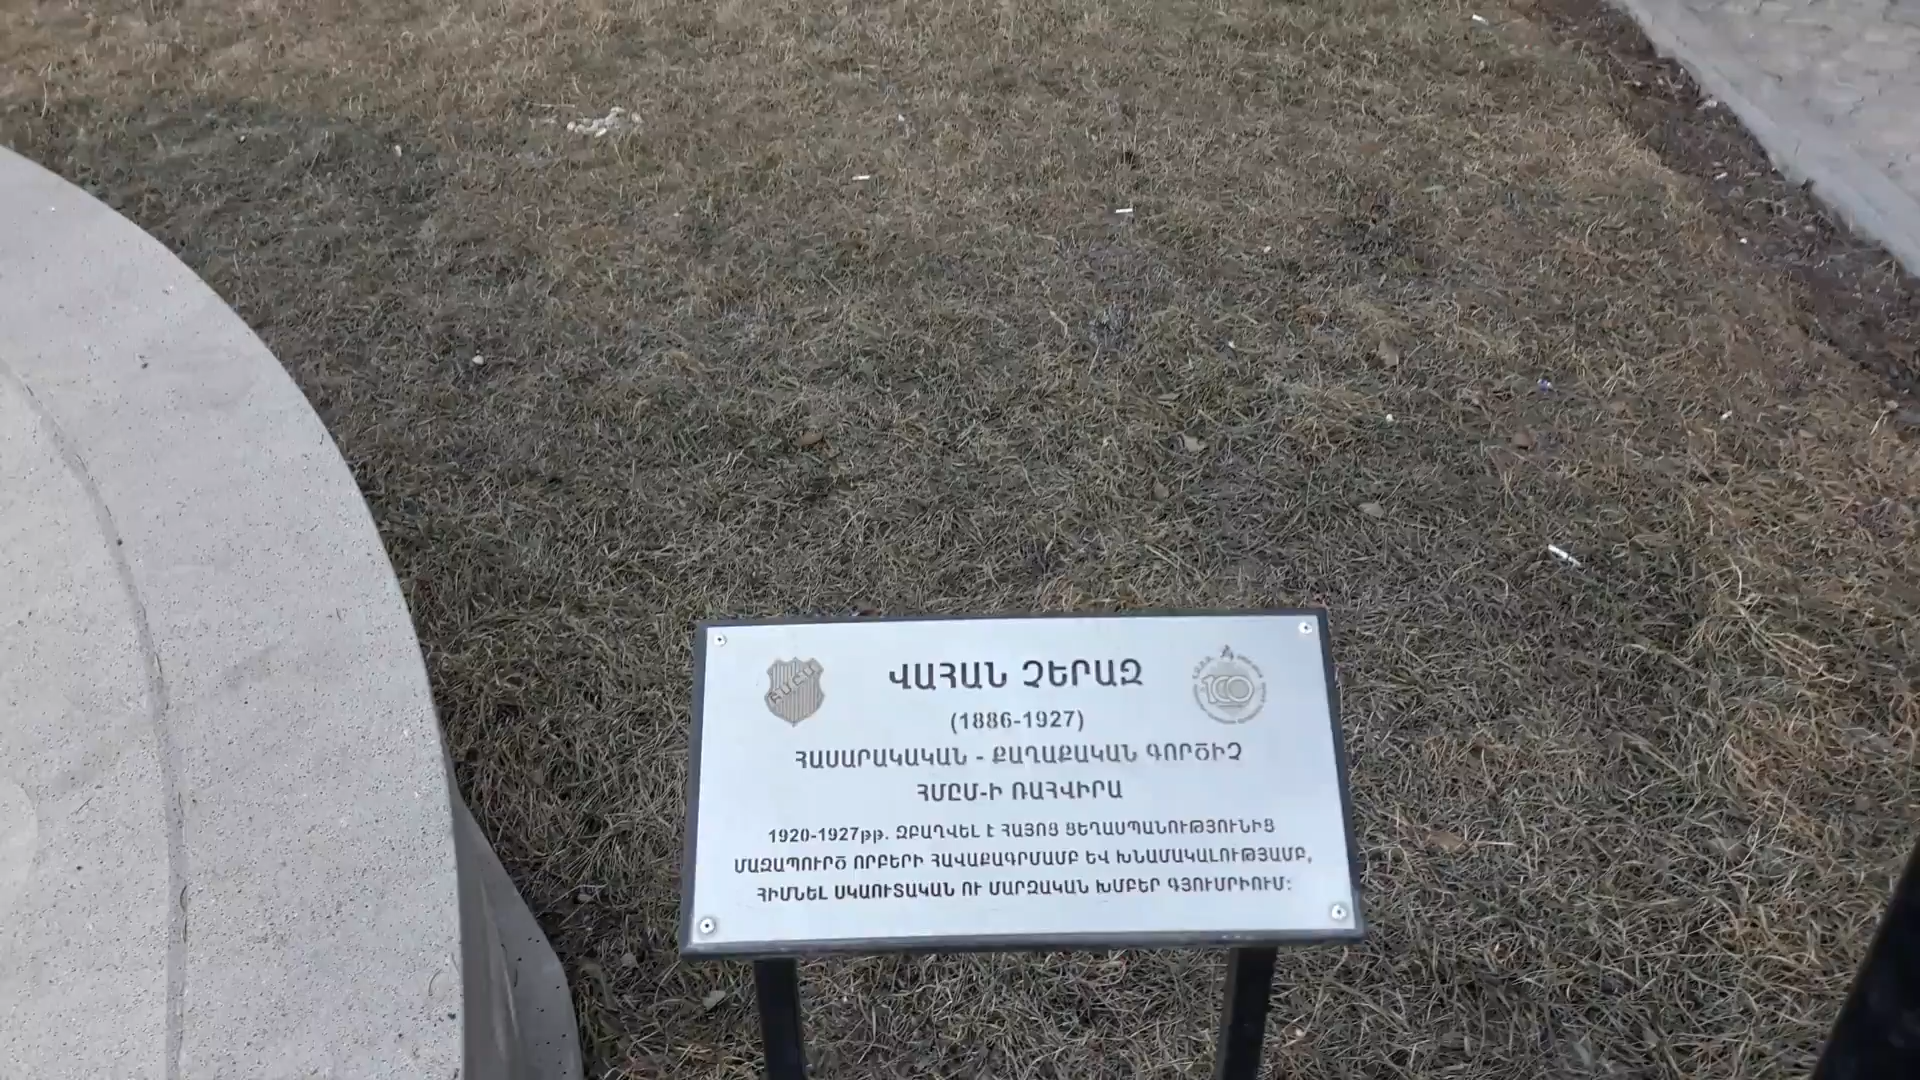 ՎԱՀԱՆ ՉԵՐԱԶ
(1886-1927)
ՀԱՍԱՐԱԿԱԿԱՆ - ՔԱՂԱՔԱԿԱՆ ԳՈՐԾԻՉ
ՀՄԸՄ-Ի ՌԱՀՎԻՐԱ
1920-1927թթ. ԶԲԱՂՎԵԼ Է ՀԱՅՈՑ ՑԵՂԱՍՊԱՆՈՒԹՅՈՒՆԻՑ
ՄԱԶԱՊՈՒՐԾ ՈՐԲԵՐԻ ՀԱՎԱՔԱԳՐՄԱՄԲ ԵՎ ԽՆԱՄԱԿԱԼՈՒԹՅԱՄԲ,
ՀԻՄՆԵԼ ՍԿԱՈՒՏԱԿԱՆ ՈՒ ՄԱՐԶԱԿԱՆ ԽՄԲԵՐ ԳՅՈՒՄՐԻՈՒՄ:
100